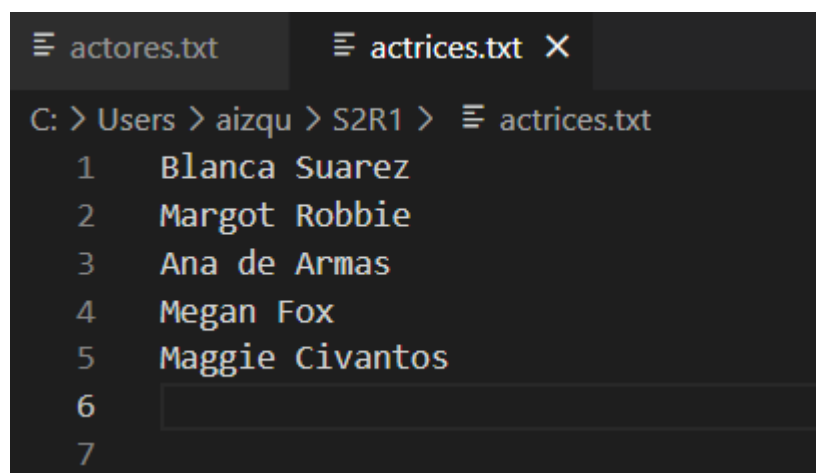 actores.txt actrices.txt
C: > Users > aizqu > S2R1 > actrices.txt
1 Blanca Suarez
2 Margot Robbie
3 Ana de Armas
4 Megan Fox
5 Maggie Civantos
6
7